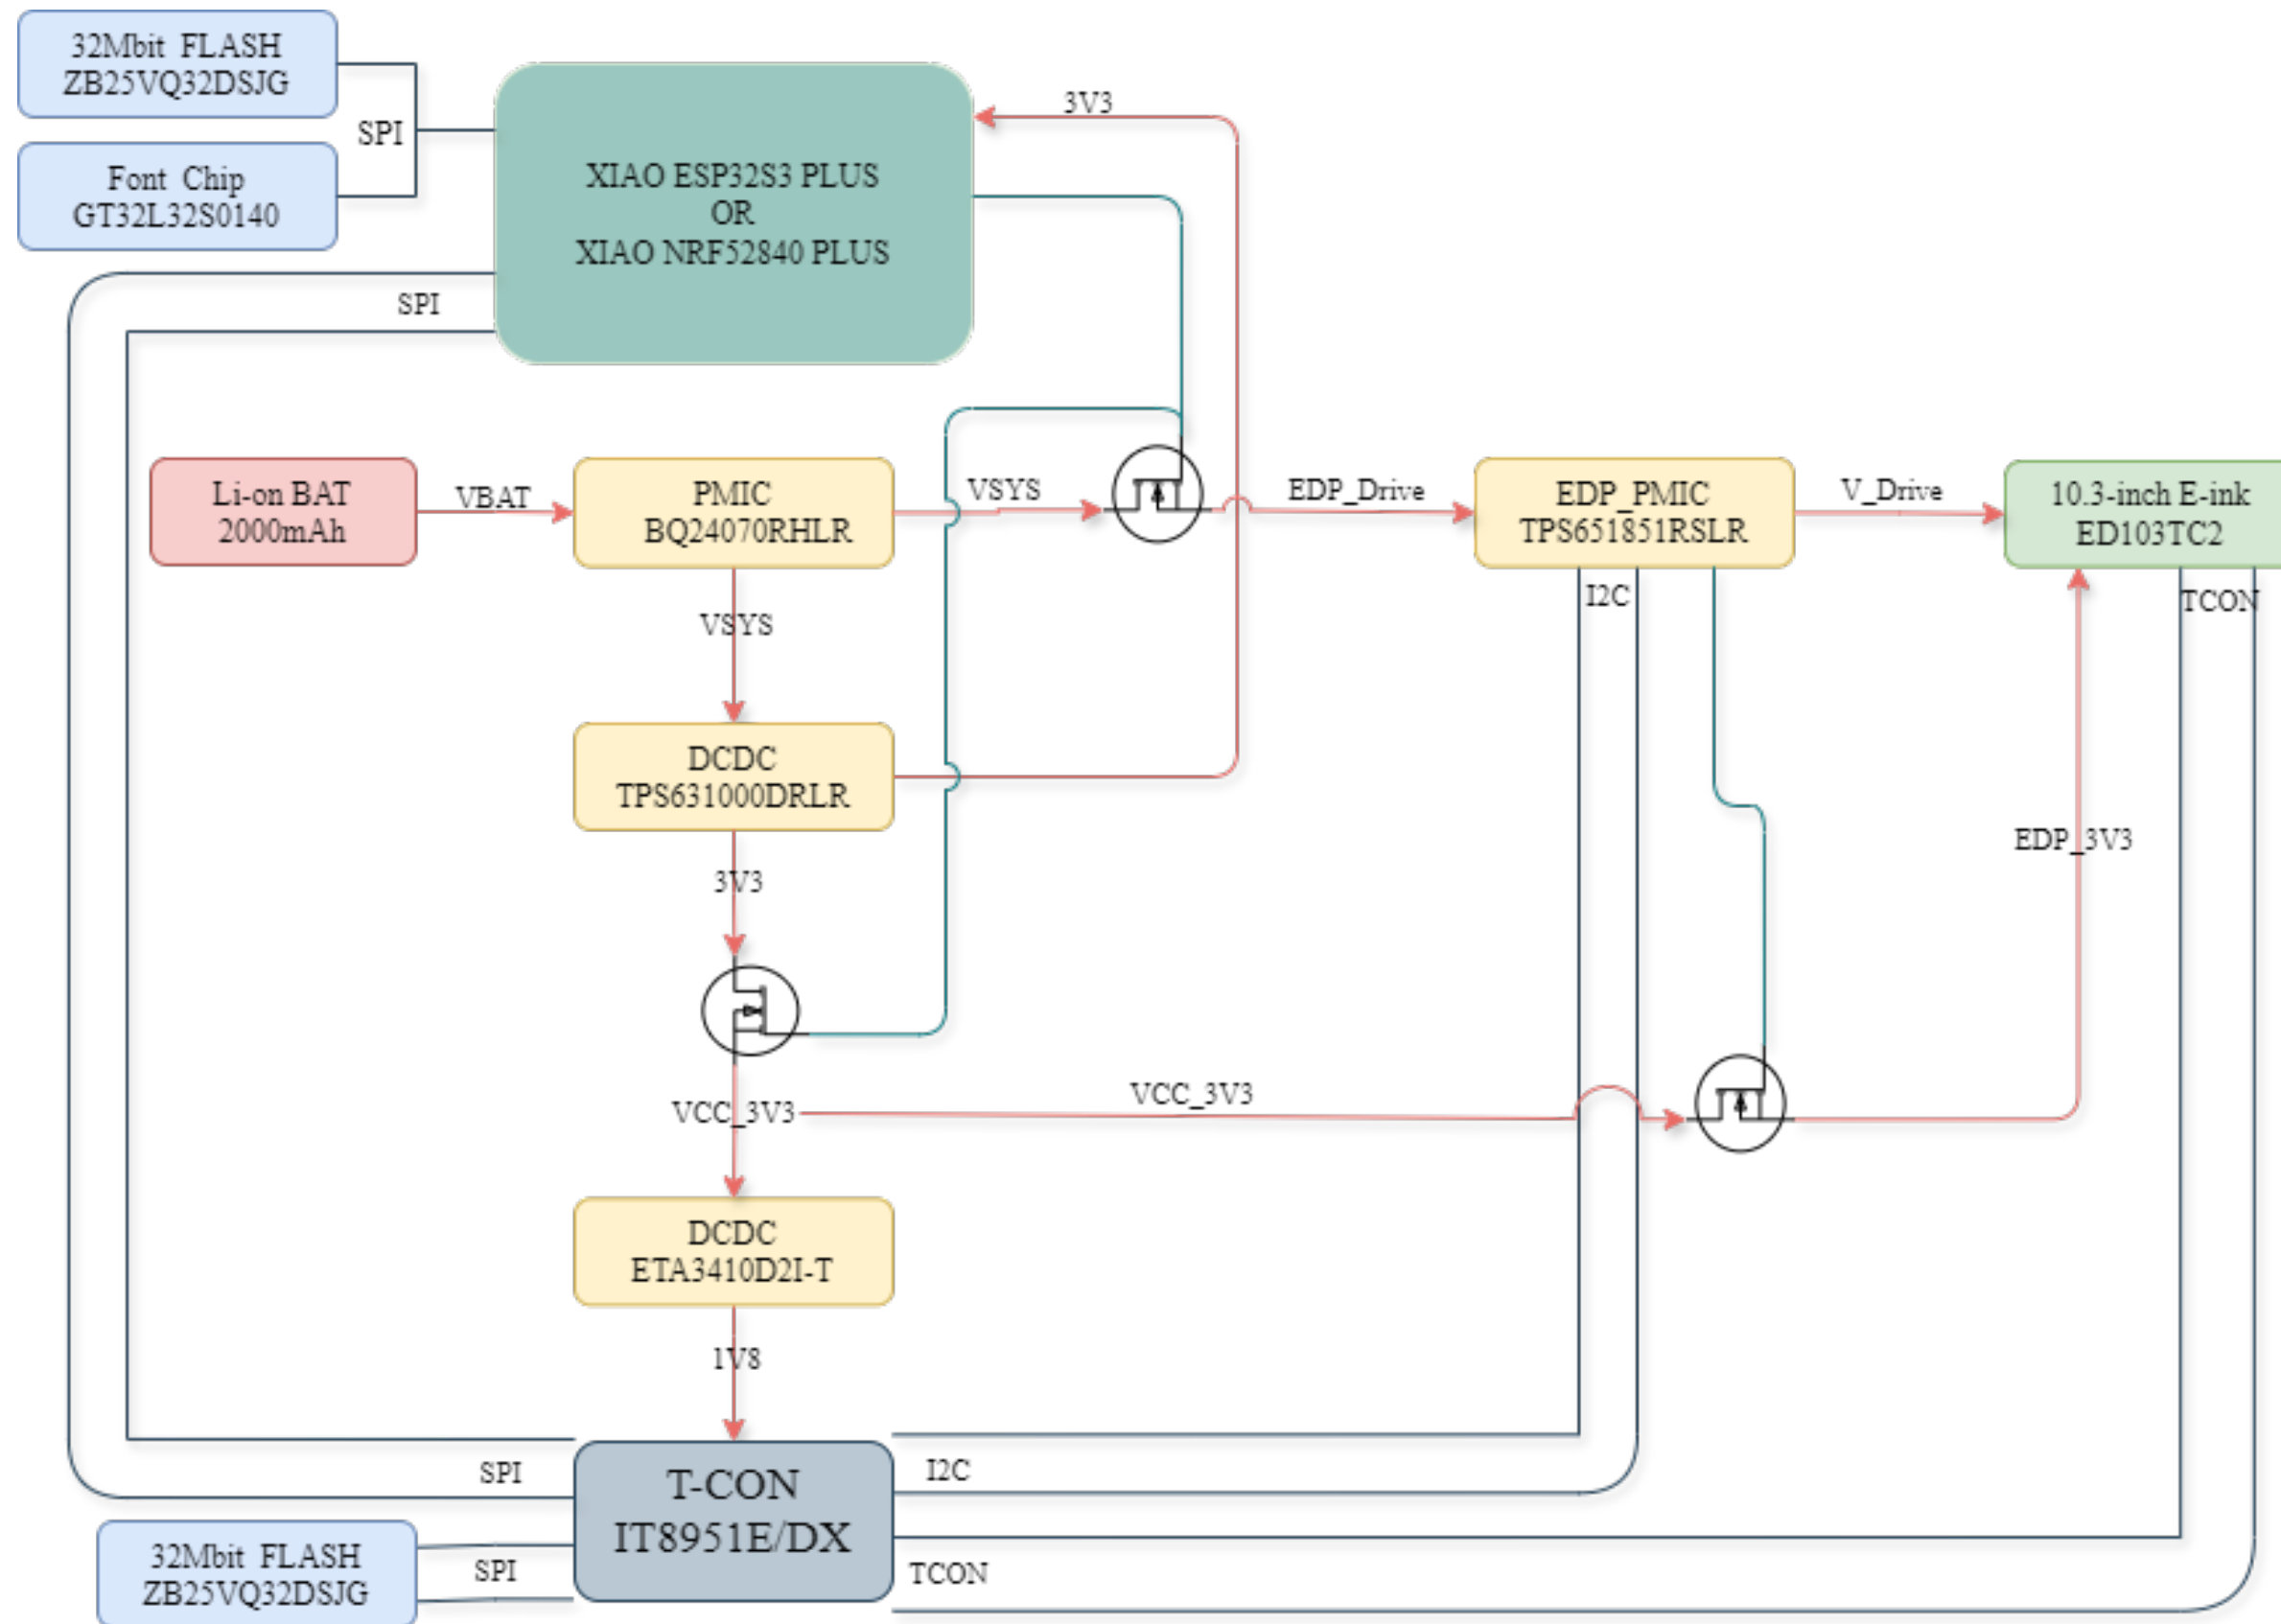 32Mbit FLASH
ZB25VQ32DSJG
SPI
Font Chip
GT32L32S0140
XIAO ESP32S3 PLUS
OR
XIAO NRF52840 PLUS
3V3
SPI
Li-on BAT
2000mAh
VBAT
PMIC
BQ24070RHLR
VSYS
EDP_Drive
EDP_PMIC
TPS651851RSLR
V_Drive
10.3-inch E-ink
ED103TC2
I2C
TCON
VSYS
DCDC
TPS631000DRLR
EDP_3V3
3V3
VCC_3V3
VCC_3V3
DCDC
ETA3410D2I-T
1V8
SPI
T-CON
IT8951E/DX
I2C
32Mbit FLASH
ZB25VQ32DSJG
SPI
TCON